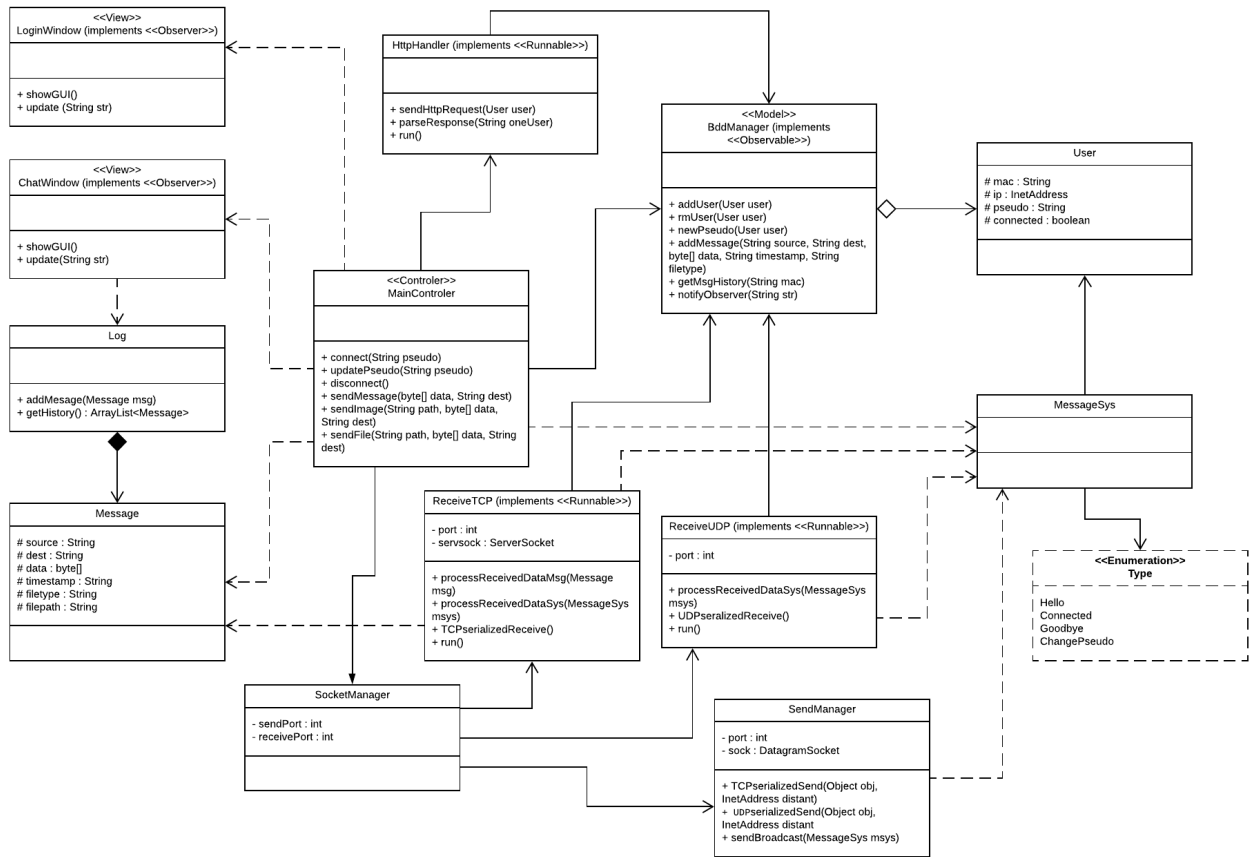 <<View>>
LoginWindow (implements <<Observer>>)
+ showGUI()
+ update (String str)
HttpHandler (implements <<Runnable>>)
+ sendHttpRequest(User user)
+ parseResponse(String oneUser)
+ run()
<<Model>>
BddManager (implements
<<Observable>>)
+ addUser(User user)
+ rmUser(User user)
+ newPseudo(User user)
+ addMessage(String source, String dest,
byte[] data, String timestamp, String
filetype)
+ getMsgHistory(String mac)
+ notifyObserver(String str)
User
# mac : String
# ip : InetAddress
# pseudo : String
# connected : boolean
<<View>>
ChatWindow (implements <<Observer>>)
+ showGUI()
+ update(String str)
<<Controler>>
MainControler
+ connect(String pseudo)
+ updatePseudo(String pseudo)
+ disconnect()
+ sendMessage(byte[] data, String dest)
+ sendImage(String path, byte[] data,
String dest)
+ sendFile(String path, byte[] data, String
dest)
Log
+ addMesage(Message msg)
+ getHistory() : ArrayList<Message>
MessageSys
Message
# source : String
# dest : String
# data : byte[]
# timestamp : String
# filetype : String
# filepath : String
ReceiveTCP (implements <<Runnable>>)
- port : int
- servsock : ServerSocket
+ processReceivedDataMsg(Message
msg)
+ processReceivedDataSys(MessageSys
msys)
+ TCPserializedReceive()
+ run()
ReceiveUDP (implements <<Runnable>>)
- port : int
+ processReceivedDataSys(MessageSys
msys)
+ UDPseralizedReceive()
+ run()
<<Enumeration>>
Type
Hello
Connected
Goodbye
ChangePseudo
SocketManager
- sendPort : int
- receivePort : int
SendManager
- port : int
- sock : DatagramSocket
+ TCPserializedSend(Object obj,
InetAddress distant)
+ UDPserializedSend(Object obj,
InetAddress distant
+ sendBroadcast(MessageSys msys)